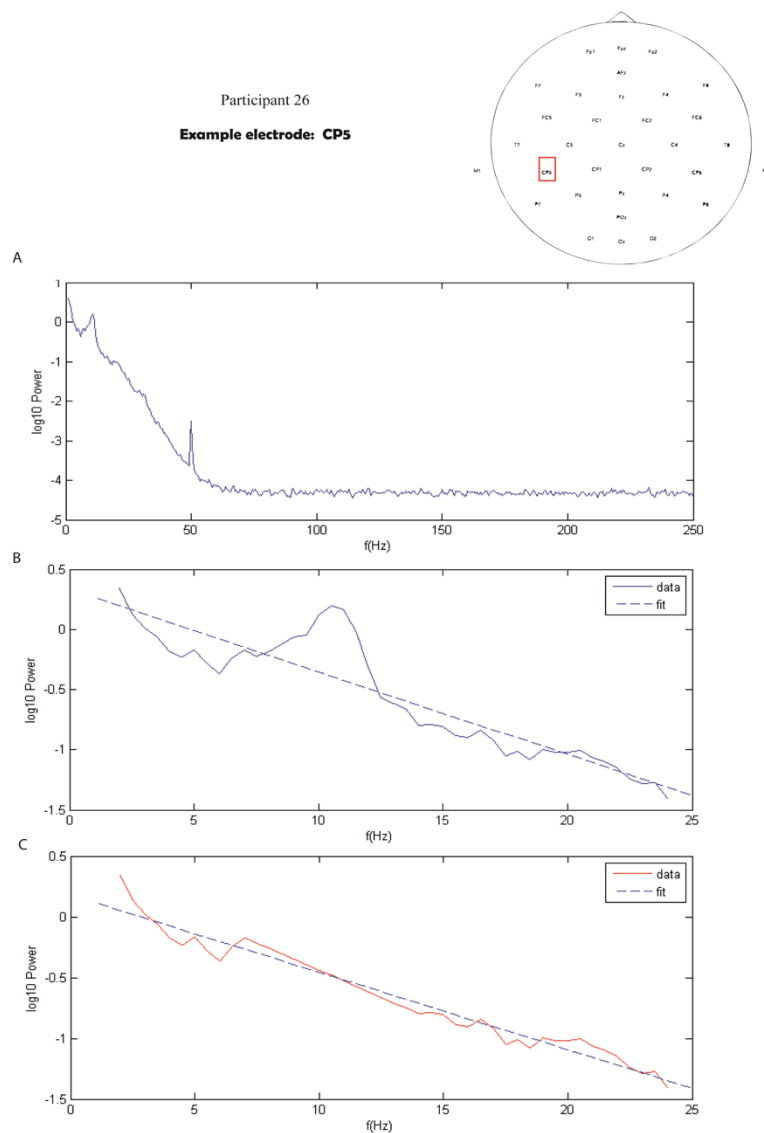 Participant 26
Example electrode: CP5
Fp1 Fpz Fp2
AFz
F7 F3 Fz F4 F8
FC5 FC1 FC2 FC6
T7 C3 Cz C4 T8
M1 CP5 CP1 CP2 CP6
P7 P3 Pz P4 P8
POz
O1 Oz O2
A
1
0
-1
-2
-3
-4
-5
log10 Power
0 50 100 150 200 250
f(Hz)
B
0.5
0
-0.5
-1
-1.5
log10 Power
data
fit
0 5 10 15 20 25
f(Hz)
C
0.5
0
-0.5
-1
-1.5
log10 Power
data
fit
0 5 10 15 20 25
f(Hz)